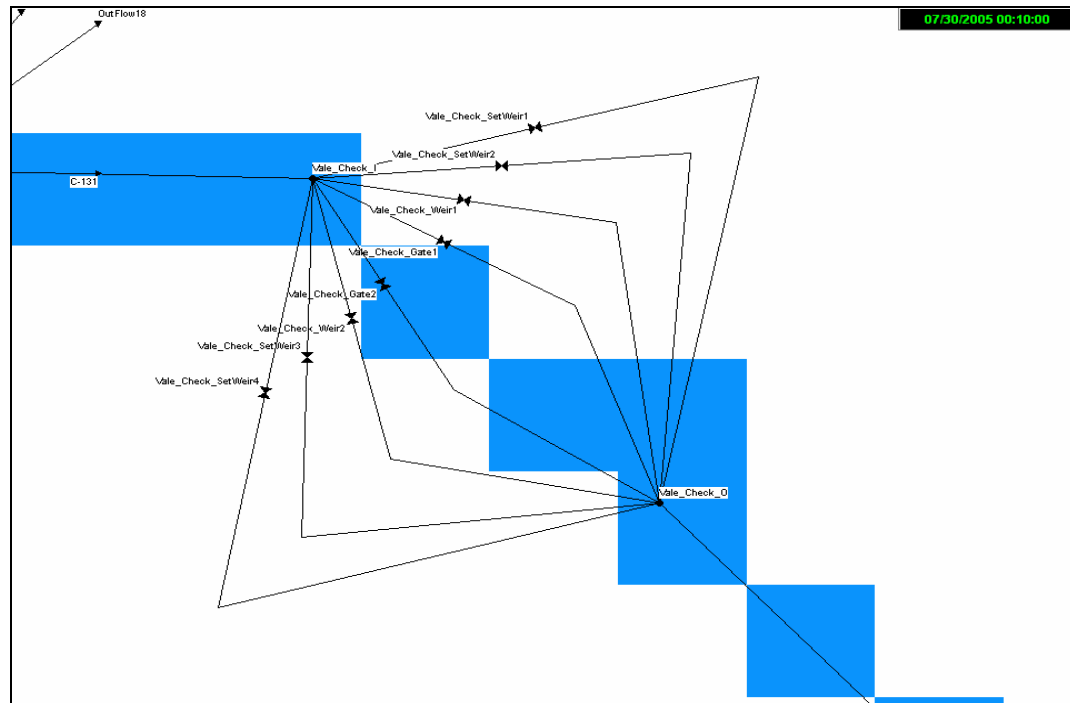 OutFlow18
07/30/2005 00:10:00
Vale_Check_SetWeir1
Vale_Check_SetWeir2
Vale_Check_I
C-131
Vale_Check_Weir1
Vale_Check_Gate1
Vale_Check_Gate2
Vale_Check_Weir2
Vale_Check_SetWeir3
Vale_Check_SetWeir4
Vale_Check_O